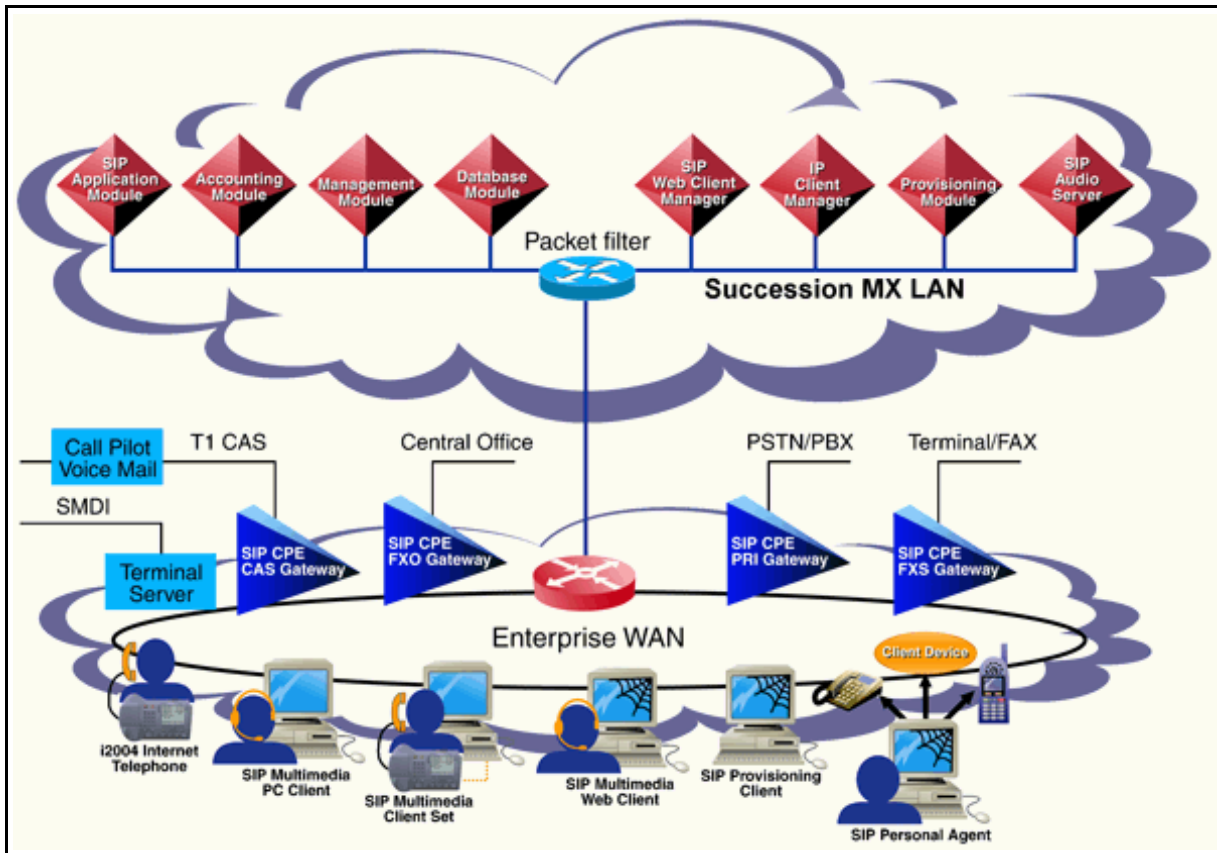 SIP
Application
Module
Accounting
Module
Management
Module
Database
Module
SIP
Web Client
Manager
IP
Client
Manager
Provisioning
Module
SIP
Audio
Server
Packet filter
Succession MX LAN
Call Pilot
Voice Mail
T1 CAS
Central Office
PSTN/PBX
Terminal/FAX
SMDI
Terminal
Server
SIP CPE
CAS Gateway
SIP CPE
FXO Gateway
SIP CPE
PRI Gateway
SIP CPE
FXS Gateway
Enterprise WAN
Client Device
i2004 Internet
Telephone
SIP Multimedia
PC Client
SIP Multimedia
Client Set
SIP Multimedia
Web Client
SIP Provisioning
Client
SIP Personal Agent